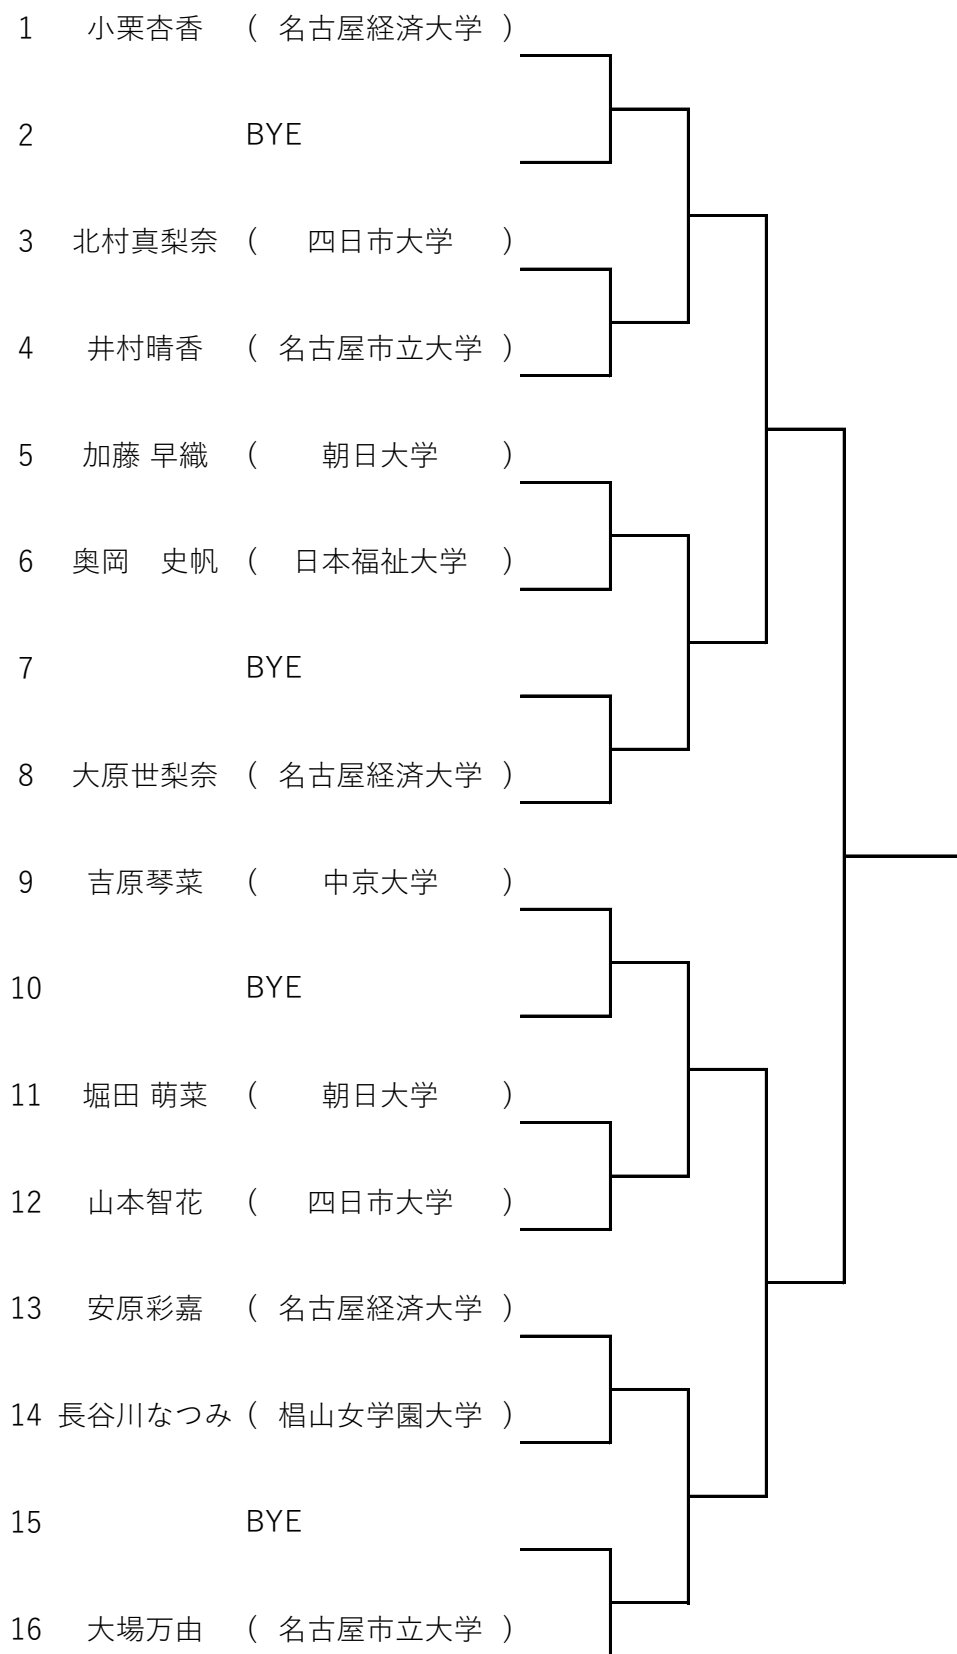 1 小栗杏香 ( 名古屋経済大学 )
2 BYE
3 北村真梨奈 ( 四日市大学 )
4 井村晴香 ( 名古屋市立大学 )
5 加藤 早織 ( 朝日大学 )
6 奥岡　史帆 ( 日本福祉大学 )
7 BYE
8 大原世梨奈 ( 名古屋経済大学 )
9 吉原琴菜 ( 中京大学 )
10 BYE
11 堀田 萌菜 ( 朝日大学 )
12 山本智花 ( 四日市大学 )
13 安原彩嘉 ( 名古屋経済大学 )
14 長谷川なつみ ( 椙山女学園大学 )
15 BYE
16 大場万由 ( 名古屋市立大学 )